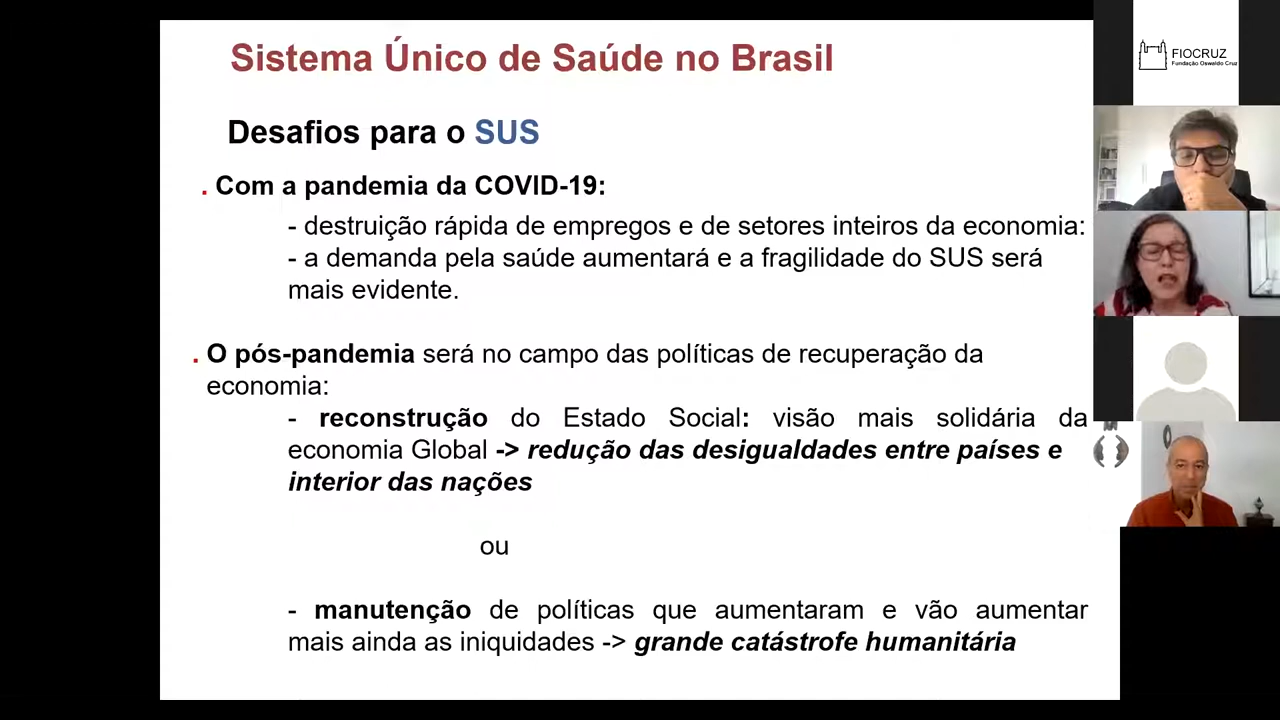 Sistema Único de Saúde no Brasil
Desafios para o SUS
. Com a pandemia da COVID-19:
- destruição rápida de empregos e de setores inteiros da economia:
- a demanda pela saúde aumentará e a fragilidade do SUS será
mais evidente.
. O pós-pandemia será no campo das políticas de recuperação da
economia:
- reconstrução do Estado Social: visão mais solidária da
economia Global -> redução das desigualdades entre países e
interior das nações
ou
- manutenção de políticas que aumentaram e vão aumentar
mais ainda as iniquidades -> grande catástrofe humanitária
FIOCRUZ
Fundação Oswaldo Cruz